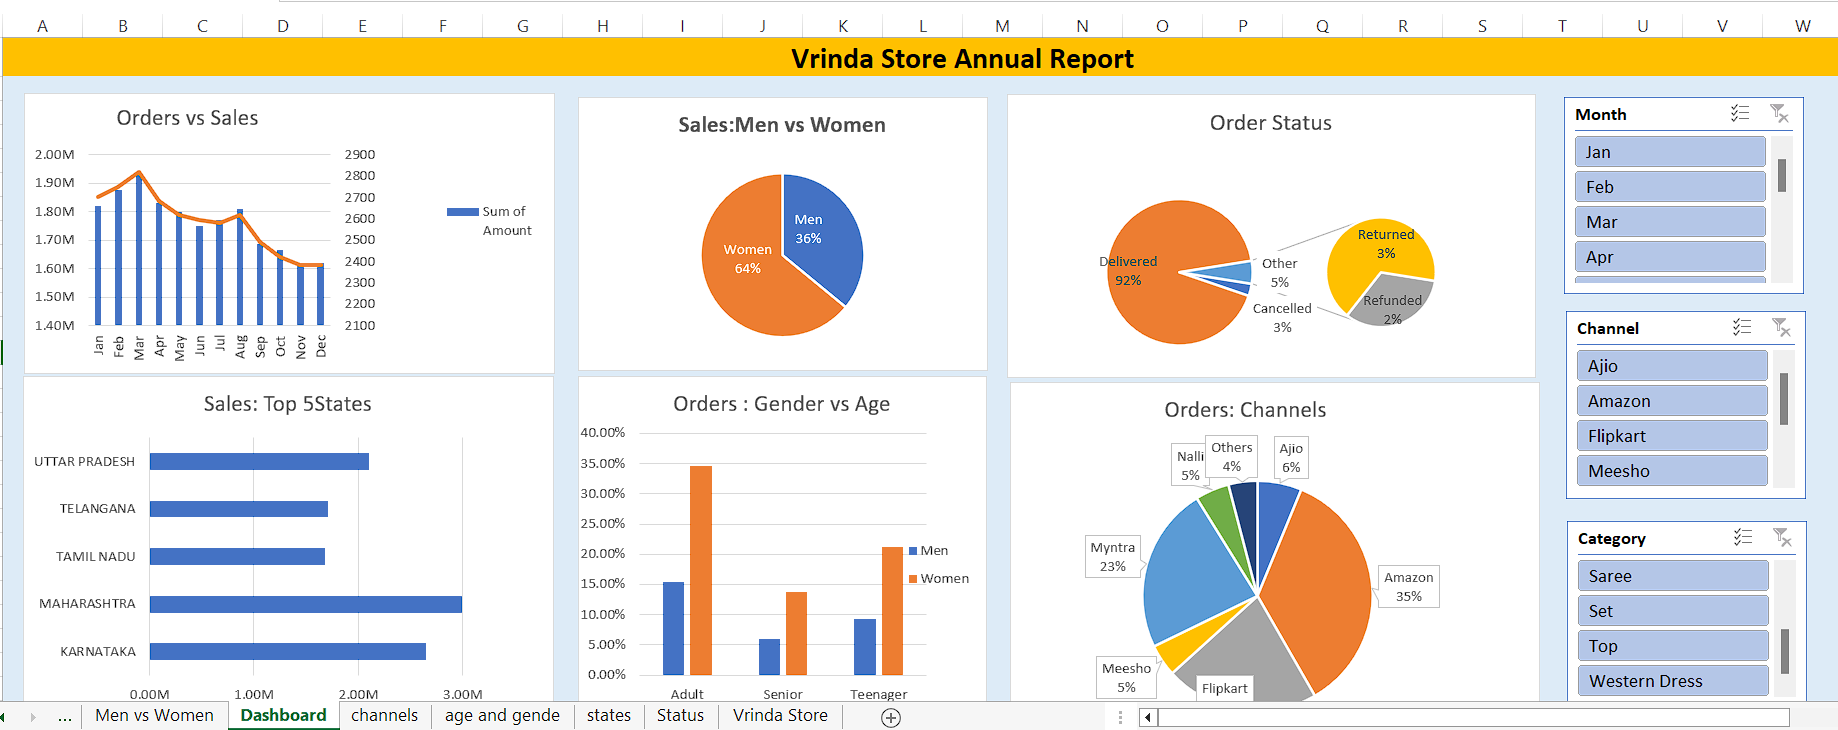 A B C D E F G H I J K L M N O P Q R S T U V W
Vrinda Store Annual Report
Orders vs Sales
2.00M
1.90M
1.80M
1.70M
1.60M
1.50M
1.40M
2900
2800
2700
2600
2500
2400
2300
2200
2100
Jan Feb Mar Apr May Jun Jul Aug Sep Oct Nov Dec
Sum of
Amount
Sales:Men vs Women
Men
36%
Women
64%
Order Status
Delivered
92%
Other
5%
Cancelled
3%
Returned
3%
Refunded
2%
Month
Jan
Feb
Mar
Apr
Channel
Ajio
Amazon
Flipkart
Meesho
Category
Saree
Set
Top
Western Dress
Sales: Top 5States
UTTAR PRADESH
TELANGANA
TAMIL NADU
MAHARASHTRA
KARNATAKA
0.00M 1.00M 2.00M 3.00M
Orders : Gender vs Age
40.00%
35.00%
30.00%
25.00%
20.00%
15.00%
10.00%
5.00%
0.00%
Adult Senior Teenager
Men
Women
Orders: Channels
Nalli
5%
Others
4%
Ajio
6%
Myntra
23%
Amazon
35%
Meesho
5%
Flipkart
... Men vs Women Dashboard channels age and gende states Status Vrinda Store